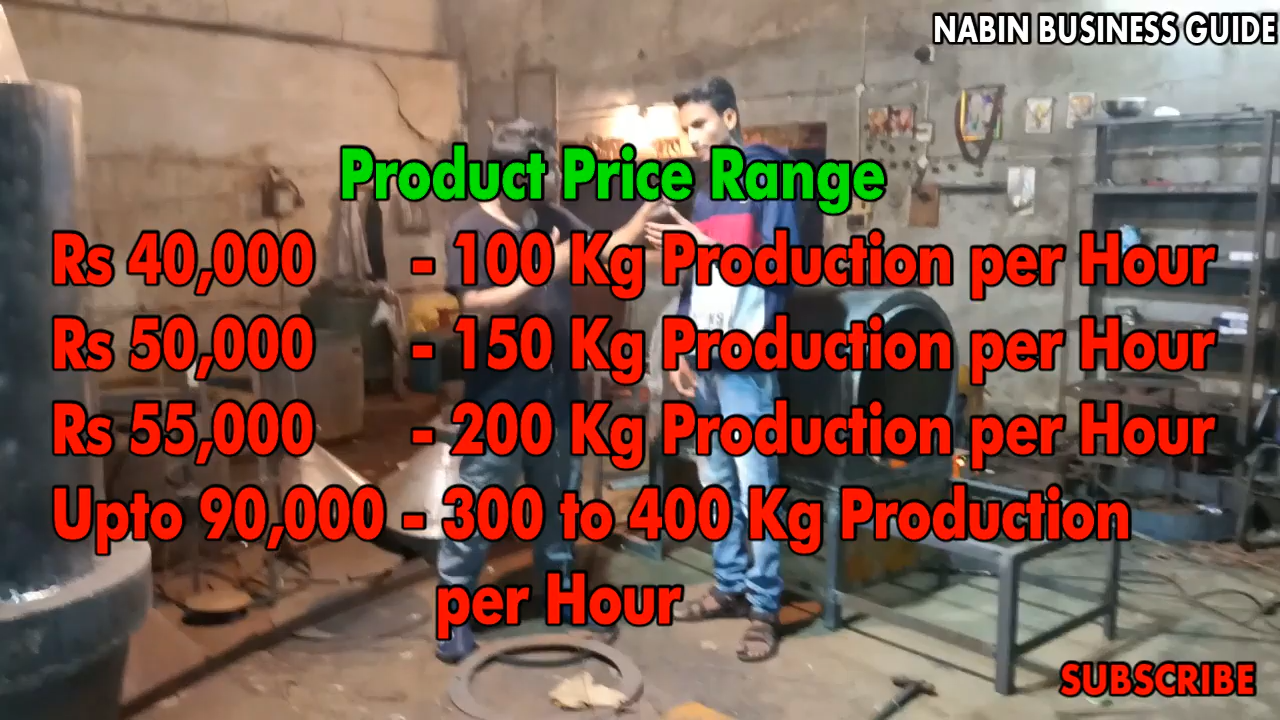 NABIN BUSINESS GUIDE
Product Price Range
Rs 40,000 - 100 Kg Production per Hour
Rs 50,000 - 150 Kg Production per Hour
Rs 55,000 - 200 Kg Production per Hour
Upto 90,000 - 300 to 400 Kg Production
per Hour
SUBSCRIBE